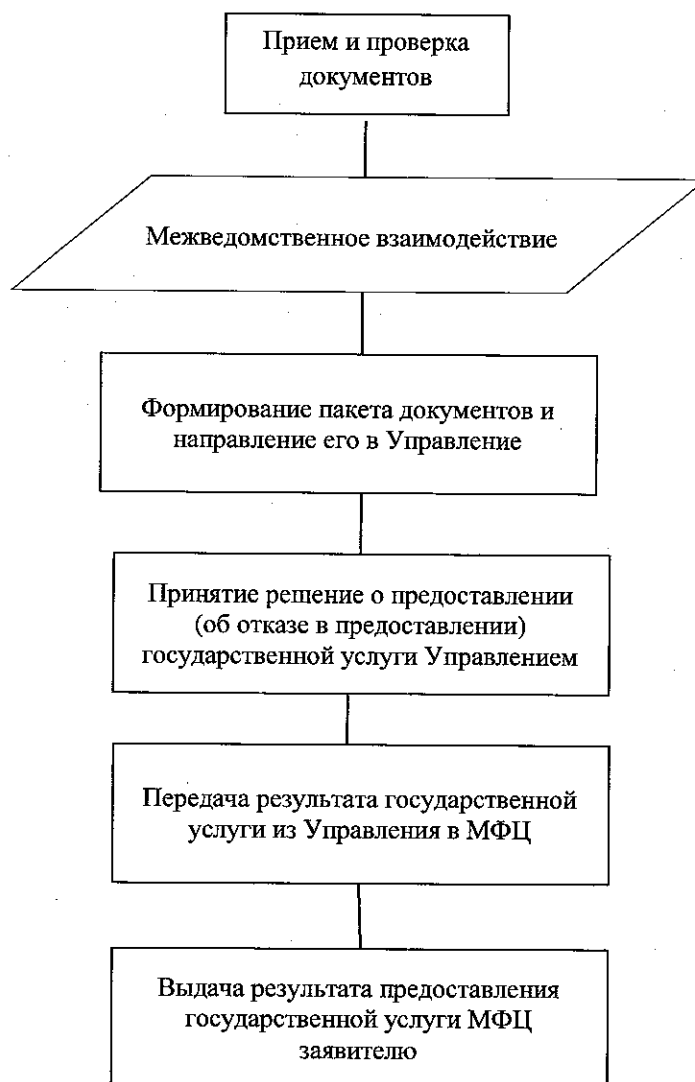 Прием и проверка
документов
Межведомственное взаимодействие
Формирование пакета документов и
направление его в Управление
Принятие решение о предоставлении
(об отказе в предоставлении)
государственной услуги Управлением
Передача результата государственной
услуги из Управления в МФЦ
Выдача результата предоставления
государственной услуги МФЦ
заявителю